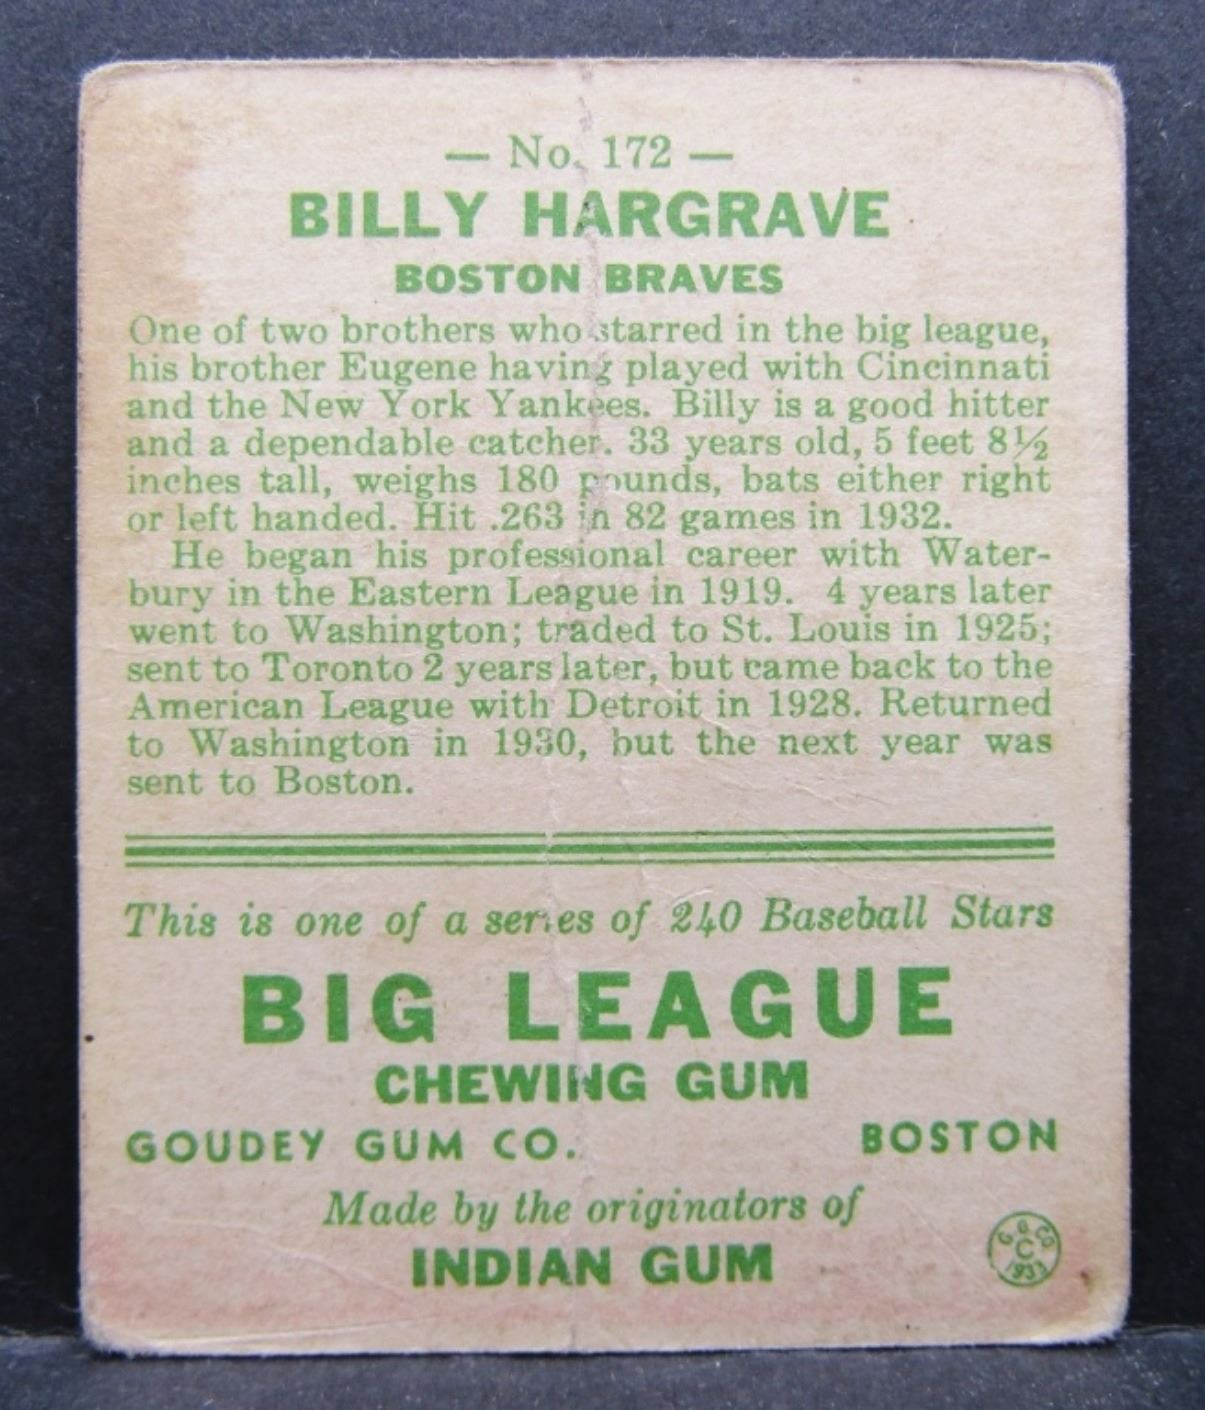 — No. 172 —
BILLY HARGRAVE
BOSTON BRAVES
One of two brothers who starred in the big league,
his brother Eugene having played with Cincinnati
and the New York Yankees. Billy is a good hitter
and a dependable catcher. 33 years old, 5 feet 8½
inches tall, weighs 180 pounds, bats either right
or left handed. Hit .263 in 82 games in 1932.
He began his professional career with Water-
bury in the Eastern League in 1919. 4 years later
went to Washington; traded to St. Louis in 1925;
sent to Toronto 2 years later, but came back to the
American League with Detroit in 1928. Returned
to Washington in 1930, but the next year was
sent to Boston.
This is one of a series of 240 Baseball Stars
BIG LEAGUE
CHEWING GUM
GOUDEY GUM CO. BOSTON
Made by the originators of
INDIAN GUM
G. G. CO.
C
1933